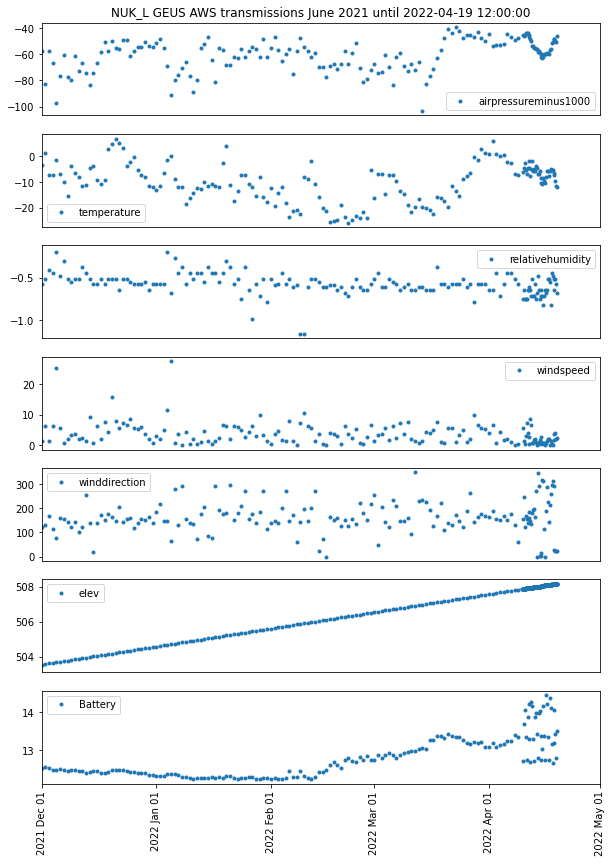 NUK_L GEUS AWS transmissions June 2021 until 2022-04-19 12:00:00
−40
−60
−80
−100
airpressureminus1000
0
−10
−20
temperature
−0.5
−1.0
relativehumidity
20
10
0
windspeed
300
200
100
0
winddirection
508
506
504
elev
14
13
Battery
2021 Dec 01
2022 Jan 01
2022 Feb 01
2022 Mar 01
2022 Apr 01
2022 May 01